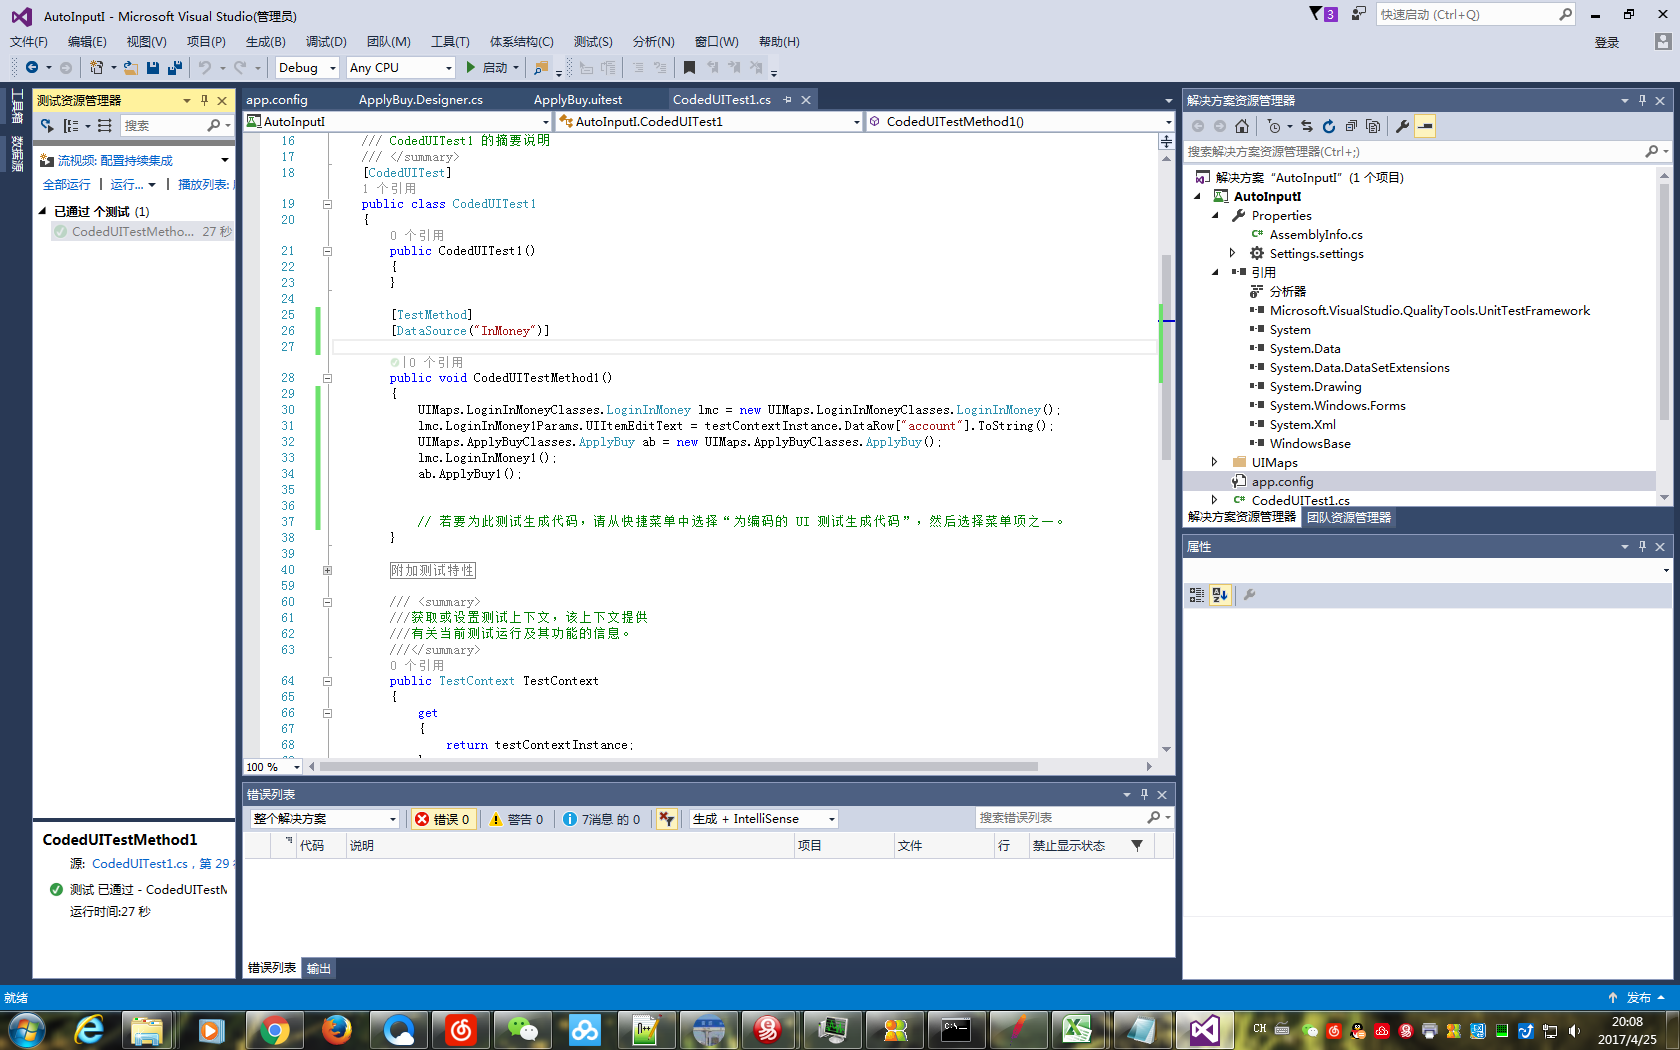 AutoInputI - Microsoft Visual Studio(管理员)
3
快速启动 (Ctrl+Q)
文件(F) 编辑(E) 视图(V) 项目(P) 生成(B) 调试(D) 团队(M) 工具(T) 体系结构(C) 测试(S) 分析(N) 窗口(W) 帮助(H)
登录
Debug Any CPU 启动
工具箱
数据源
测试资源管理器
搜索
流视频: 配置持续集成
全部运行 | 运行... | 播放列表:
已通过 个测试 (1)
CodedUITestMetho... 27 秒
CodedUITestMethod1
源: CodedUITest1.cs，第 29
测试 已通过 - CodedUITestM
运行时间:27 秒
app.config ApplyBuy.Designer.cs ApplyBuy.uitest CodedUITest1.cs
AutoInputI AutoInputI.CodedUITest1 CodedUITestMethod1()
16 /// CodedUITest1 的摘要说明
17 /// </summary>
18 [CodedUITest]
1 个引用
19 public class CodedUITest1
20 {
0 个引用
21 public CodedUITest1()
22 {
23 }
24
25 [TestMethod]
26 [DataSource("InMoney")]
27
|0 个引用
28 public void CodedUITestMethod1()
29 {
30 UIMaps.LoginInMoneyClasses.LoginInMoney lmc = new UIMaps.LoginInMoneyClasses.LoginInMoney();
31 lmc.LoginInMoney1Params.UIItemEditText = testContextInstance.DataRow["account"].ToString();
32 UIMaps.ApplyBuyClasses.ApplyBuy ab = new UIMaps.ApplyBuyClasses.ApplyBuy();
33 lmc.LoginInMoney1();
34 ab.ApplyBuy1();
35
36
37 // 若要为此测试生成代码，请从快捷菜单中选择“为编码的 UI 测试生成代码”，然后选择菜单项之一。
38 }
39
40 附加测试特性
59
60 /// <summary>
61 ///获取或设置测试上下文，该上下文提供
62 ///有关当前测试运行及其功能的信息。
63 ///</summary>
0 个引用
64 public TestContext TestContext
65 {
66 get
67 {
68 return testContextInstance;
100 %
错误列表
整个解决方案 错误 0 警告 0 7消息 的 0 生成 + IntelliSense 搜索错误列表
代码 说明 项目 文件 行 禁止显示状态
错误列表 输出
解决方案资源管理器
搜索解决方案资源管理器(Ctrl+;)
解决方案“AutoInputI”(1 个项目)
AutoInputI
Properties
C# AssemblyInfo.cs
Settings.settings
引用
分析器
Microsoft.VisualStudio.QualityTools.UnitTestFramework
System
System.Data
System.Data.DataSetExtensions
System.Drawing
System.Windows.Forms
System.Xml
WindowsBase
UIMaps
app.config
C# CodedUITest1.cs
解决方案资源管理器 团队资源管理器
属性
就绪
发布
CH
20:08
2017/4/25